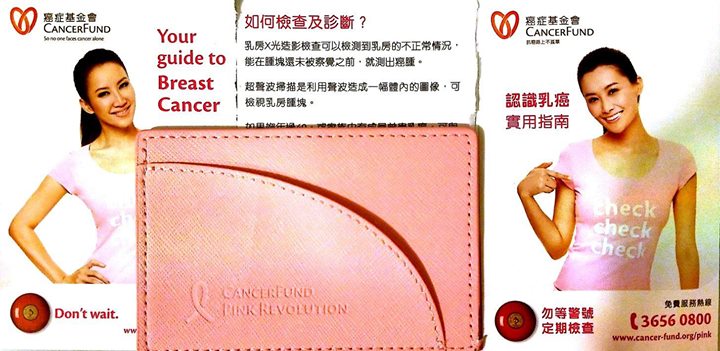 癌症基金會
CANCERFUND
So no one faces cancer alone
Your
guide to
Breast
Cancer
check
check
Don't wait.
如何檢查及診斷?
乳房X光造影檢查可以檢測到乳房的不正常情況,
能在腫塊還未被察覺之前,就測出癌腫。
超聲波掃描是利用聲波造成一幅體內的圖像,可
檢視乳房腫塊。
CANCERFUND
PINK REVOLUTION
癌症基金會
CANCERFUND
抗癌路上不孤單
認識乳癌
實用指南
check
check
check
勿等警號
定期檢查
免費服務熱線
3656 0800
www.cancer-fund.org/pink